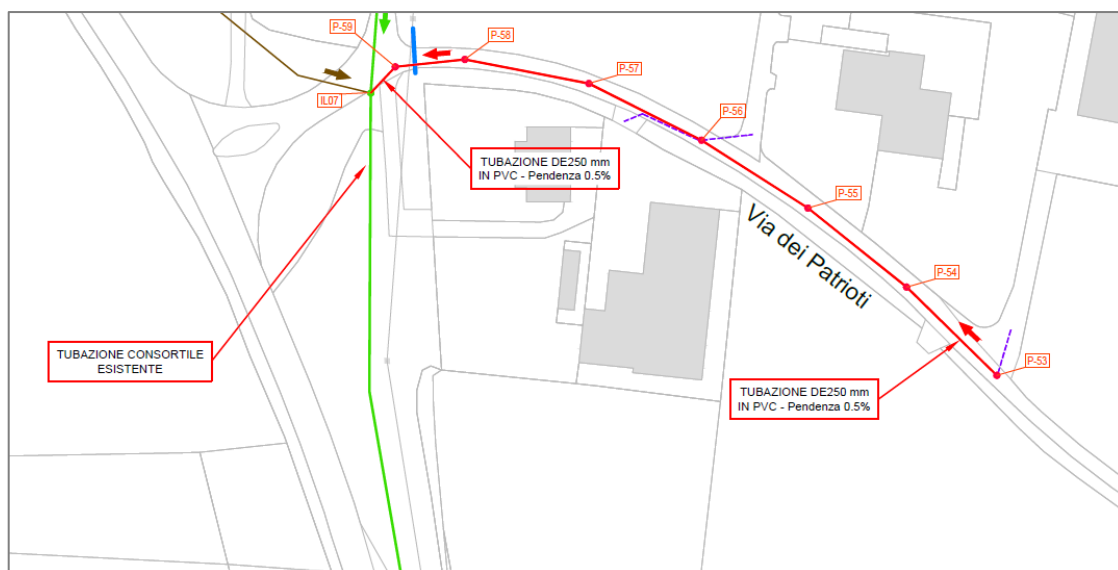 P-59
P-58
P-57
IL07
P-56
TUBAZIONE DE250 mm
IN PVC - Pendenza 0.5%
P-55
Via dei Patrioti
P-54
TUBAZIONE CONSORTILE
ESISTENTE
P-53
TUBAZIONE DE250 mm
IN PVC - Pendenza 0.5%